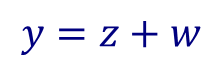 y = z + w